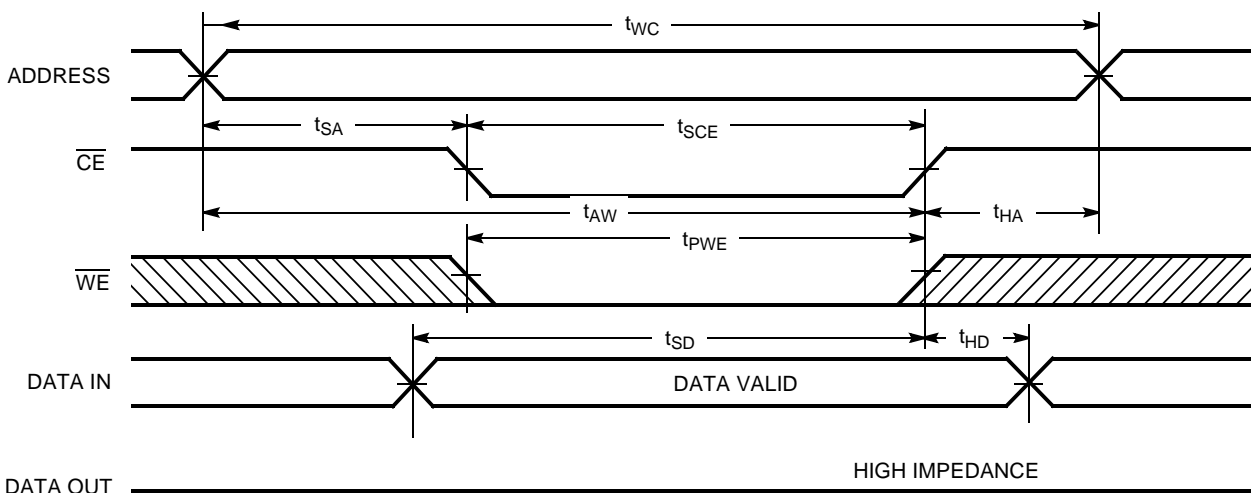 tWC
ADDRESS
tSA
tSCE
CE
tAW
tHA
tPWE
WE
tSD
tHD
DATA IN
DATA VALID
HIGH IMPEDANCE
DATA OUT